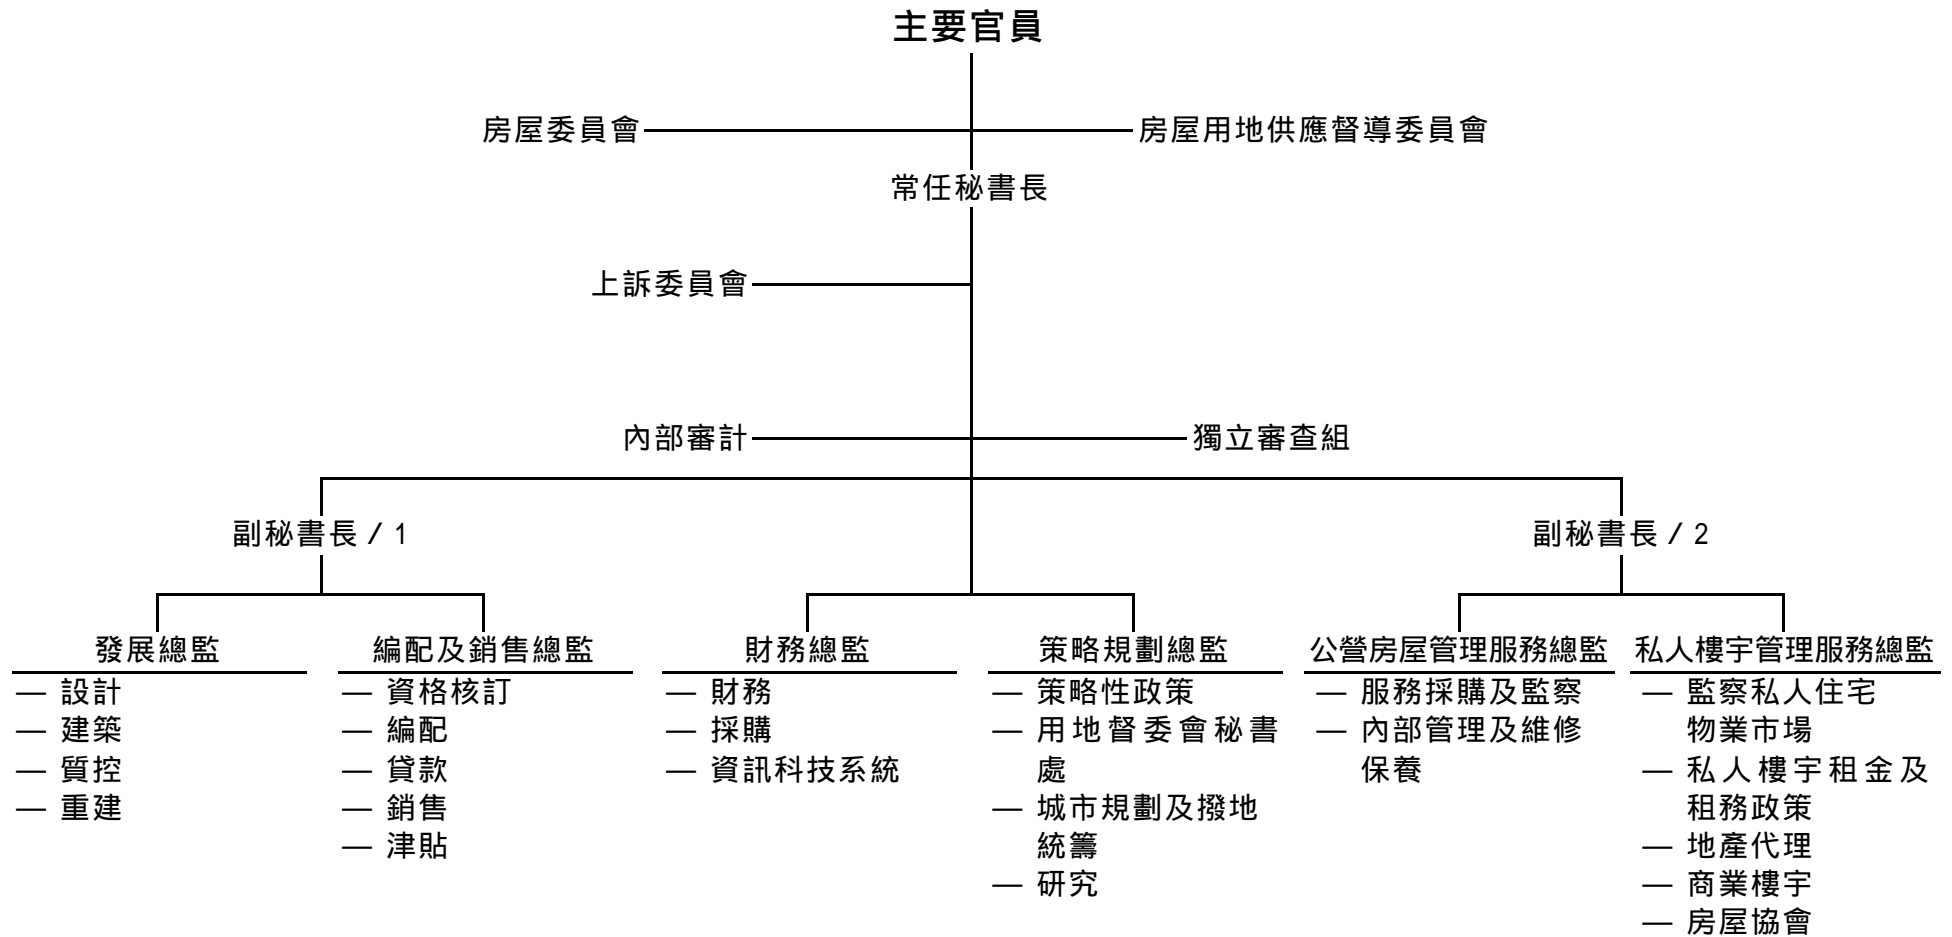 主要官員
房屋委員會
房屋用地供應督導委員會
常任秘書長
上訴委員會
內部審計
獨立審查組
副秘書長 / 1
副秘書長 / 2
發展總監
— 設計
— 建築
— 質控
— 重建
編配及銷售總監
— 資格核訂
— 編配
— 貸款
— 銷售
— 津貼
財務總監
— 財務
— 採購
— 資訊科技系統
策略規劃總監
— 策略性政策
— 用地督委會秘書
處
— 城市規劃及撥地
統籌
— 研究
公營房屋管理服務總監
— 服務採購及監察
— 內部管理及維修
保養
私人樓宇管理服務總監
— 監察私人住宅
物業市場
— 私人樓宇租金及
租務政策
— 地產代理
— 商業樓宇
— 房屋協會